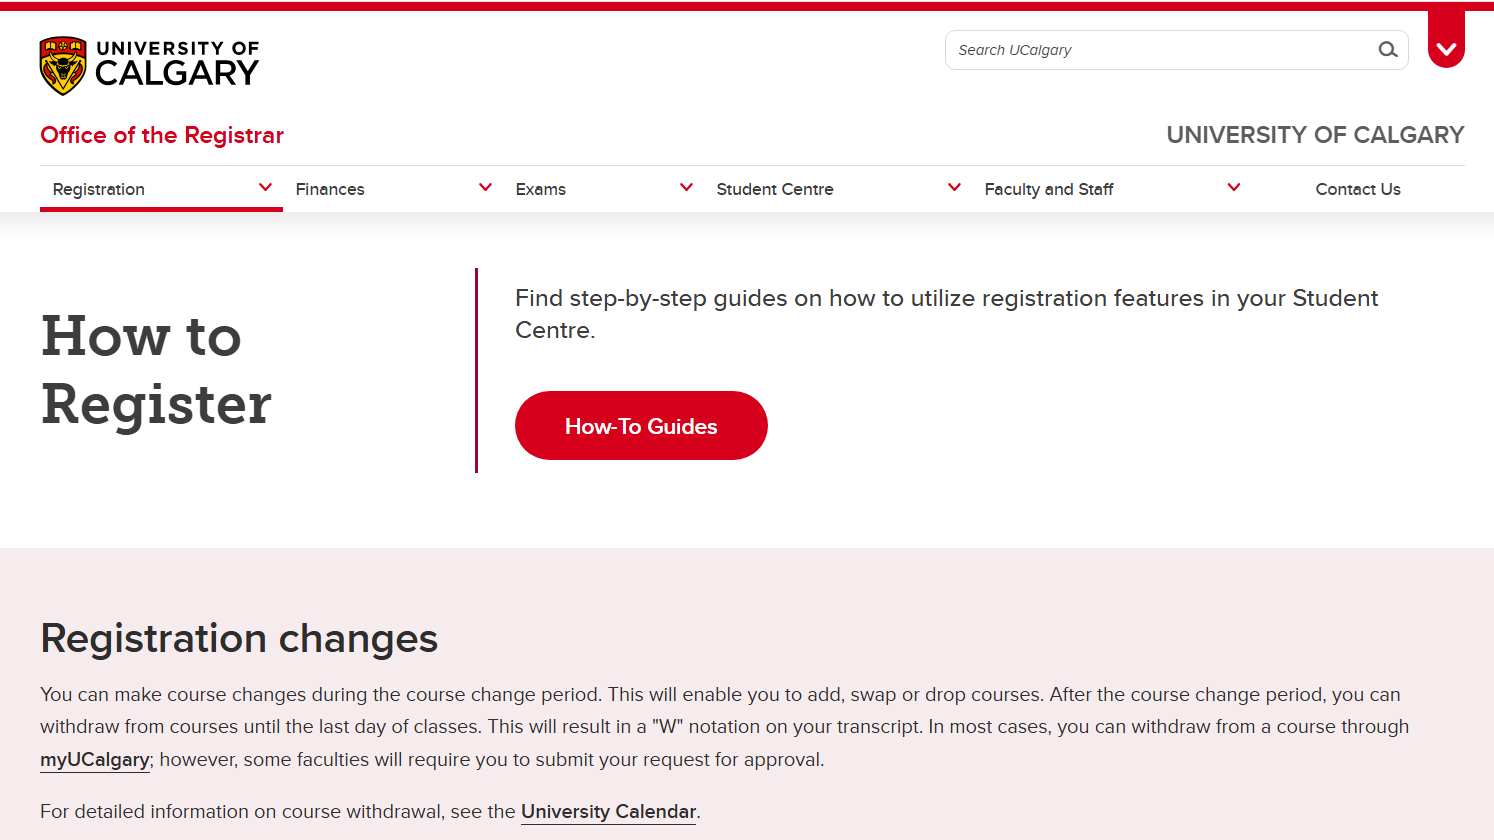 UNIVERSITY OF
CALGARY
Search UCalgary
Office of the Registrar
UNIVERSITY OF CALGARY
Registration
Finances
Exams
Student Centre
Faculty and Staff
Contact Us
How to
Register
Find step-by-step guides on how to utilize registration features in your Student
Centre.
How-To Guides
Registration changes
You can make course changes during the course change period. This will enable you to add, swap or drop courses. After the course change period, you can
withdraw from courses until the last day of classes. This will result in a "W" notation on your transcript. In most cases, you can withdraw from a course through
myUCalgary; however, some faculties will require you to submit your request for approval.
For detailed information on course withdrawal, see the University Calendar.